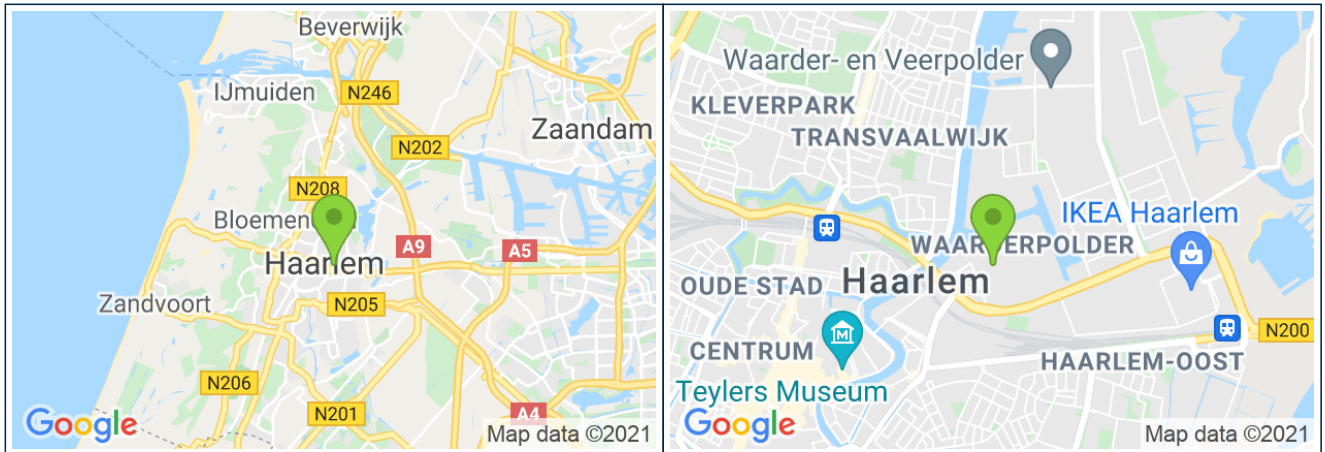 Beverwijk
IJmuiden
N246
Zaandam
N202
N208
Haarlem
A9
A5
Zandvoort
N205
N206
N201
A4
Google
Map data ©2021
Waarder- en Veerpolder
KLEVERPARK
TRANSVAALWIJK
IKEA Haarlem
OUDE STAD
Haarlem
CENTRUM
M
N200
HAARLEM-OOST
Teylers Museum
Google
Map data ©2021